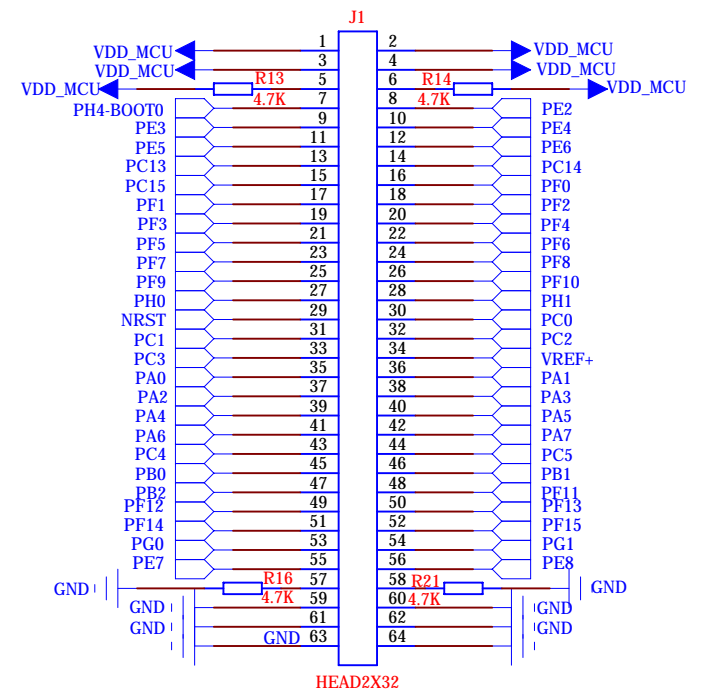 J1
1 2
VDD_MCU VDD_MCU
3 4
VDD_MCU VDD_MCU
R13 5 6 R14
VDD_MCU VDD_MCU
4.7K 7 8 4.7K
PH4-BOOT0 PE2
9 10
PE3 PE4
11 12
PE5 PE6
13 14
PC13 PC14
15 16
PC15 PF0
17 18
PF1 PF2
19 20
PF3 PF4
21 22
PF5 PF6
23 24
PF7 PF8
25 26
PF9 PF10
27 28
PH0 PH1
29 30
NRST PC0
31 32
PC1 PC2
33 34
PC3 VREF+
35 36
PA0 PA1
37 38
PA2 PA3
39 40
PA4 PA5
41 42
PA6 PA7
43 44
PC4 PC5
45 46
PB0 PB1
47 48
PB2 PF11
PF12 49 50 PF13
51 52
PF14 PF15
53 54
PG0 PG1
55 56
PE7 PE8
R16 57 58 R21
GND GND
4.7K 59 60 4.7K
GND GND
61 62
GND GND
GND 63 64
HEAD2X32